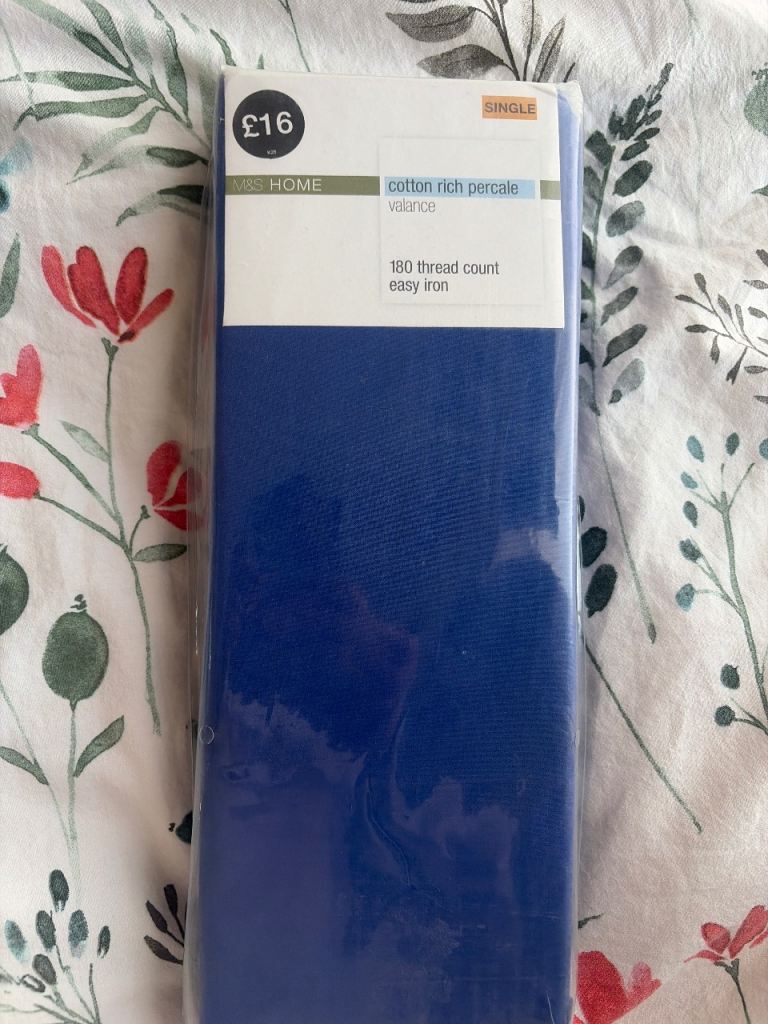 £16
SINGLE
M&S HOME
cotton rich percale
valance
180 thread count
easy iron